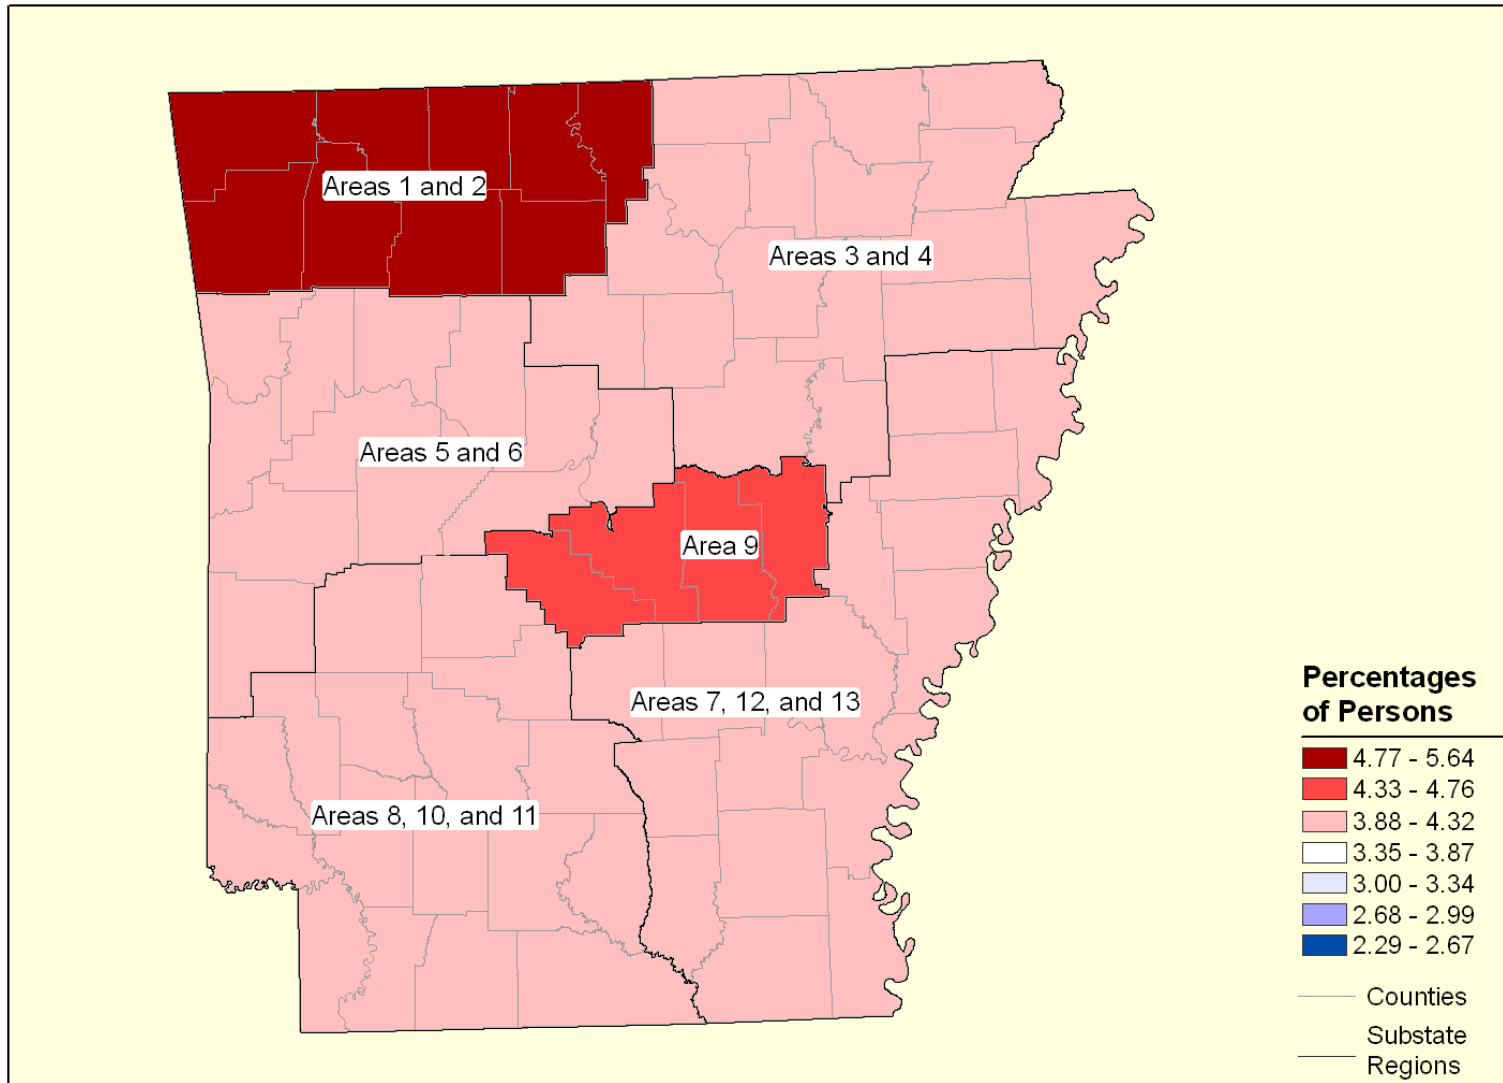 Areas 1 and 2
Areas 3 and 4
Areas 5 and 6
Area 9
Areas 7, 12, and 13
Areas 8, 10, and 11
Percentages
of Persons
4.77 - 5.64
4.33 - 4.76
3.88 - 4.32
3.35 - 3.87
3.00 - 3.34
2.68 - 2.99
2.29 - 2.67
Counties
Substate
Regions